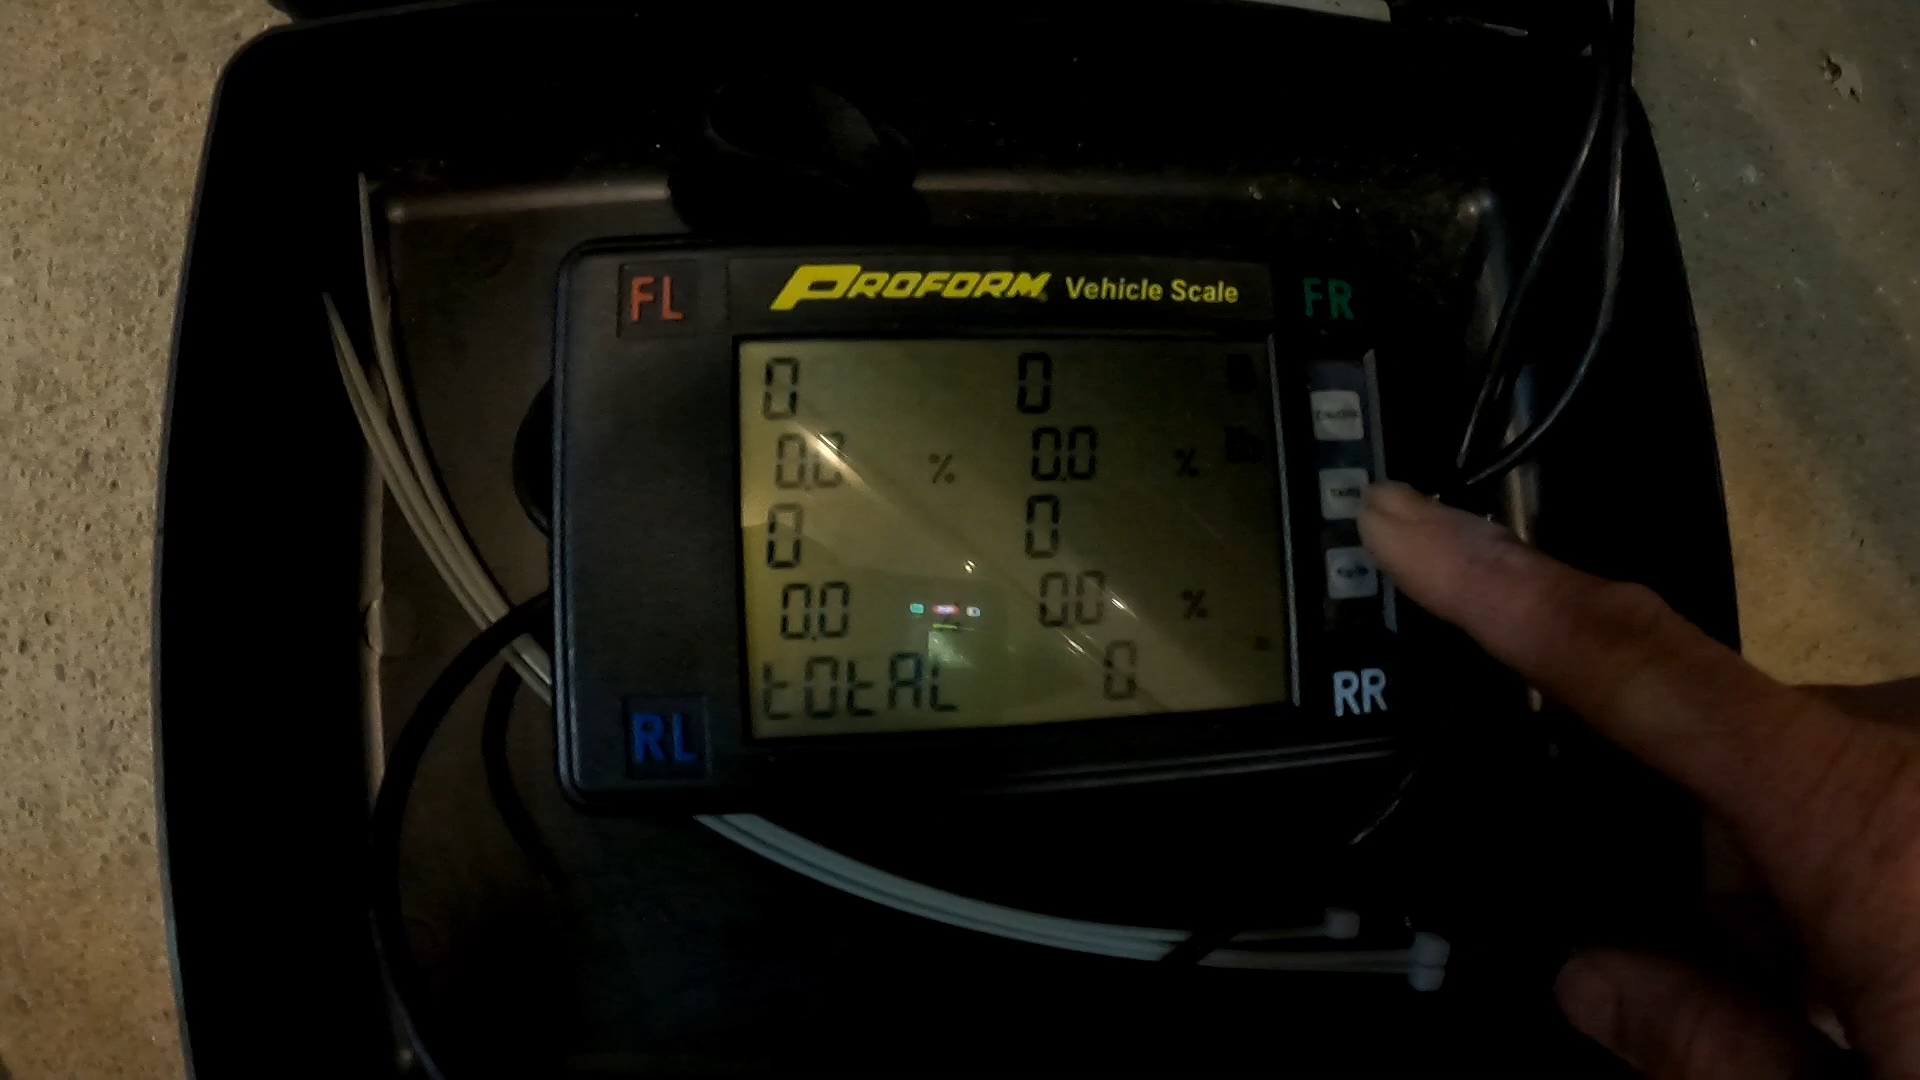 FL PROFORM Vehicle Scale FR
0 0
0.0 % 0.0 %
0 0
0.0 0.0 %
totAL 0
RL RR